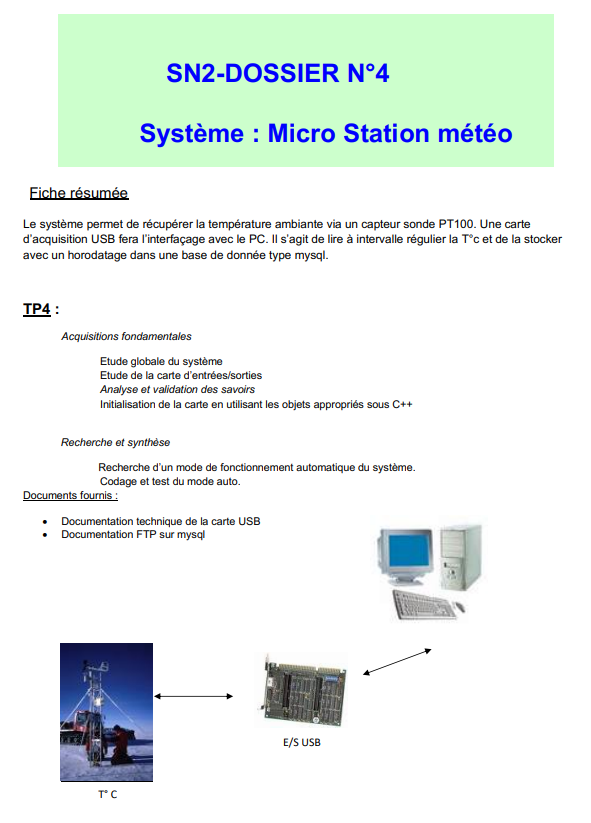 SN2-DOSSIER N°4
Système : Micro Station météo
Fiche résumée
Le système permet de récupérer la température ambiante via un capteur sonde PT100. Une carte
d'acquisition USB fera l'interfaçage avec le PC. Il s'agit de lire à intervalle régulier la T°c et de la stocker
avec un horodatage dans une base de donnée type mysql.
TP4 :
Acquisitions fondamentales
Etude globale du système
Etude de la carte d'entrées/sorties
Analyse et validation des savoirs
Initialisation de la carte en utilisant les objets appropriés sous C++
Recherche et synthèse
Recherche d'un mode de fonctionnement automatique du système.
Codage et test du mode auto.
Documents fournis :
• Documentation technique de la carte USB
• Documentation FTP sur mysql
E/S USB
T° C